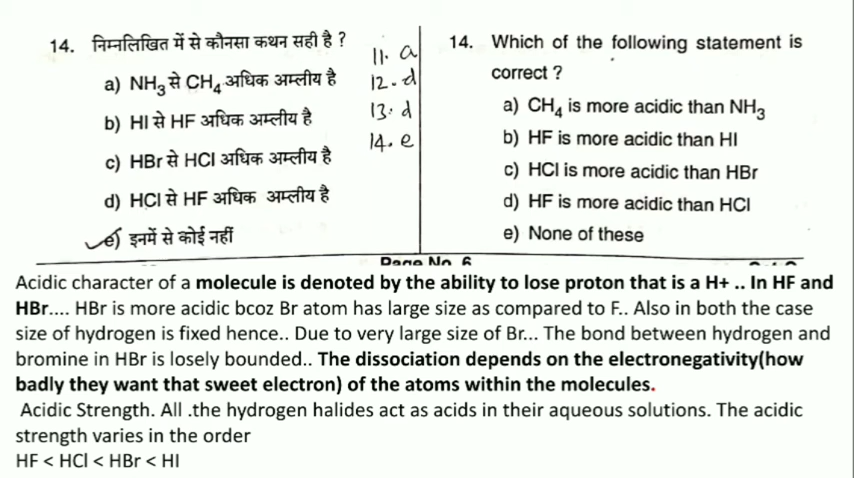 14. निम्नलिखित में से कौनसा कथन सही है ?
a) NH3 से CH4 अधिक अम्लीय है
b) HI से HF अधिक अम्लीय है
c) HBr से HCl अधिक अम्लीय है
d) HCl से HF अधिक अम्लीय है
e) इनमें से कोई नहीं
11. a
12. d
13. d
14. e
14. Which of the following statement is
correct ?
a) CH4 is more acidic than NH3
b) HF is more acidic than HI
c) HCl is more acidic than HBr
d) HF is more acidic than HCl
e) None of these
Page No 6
Acidic character of a molecule is denoted by the ability to lose proton that is a H+ .. In HF and
HBr.... HBr is more acidic bcoz Br atom has large size as compared to F.. Also in both the case
size of hydrogen is fixed hence.. Due to very large size of Br... The bond between hydrogen and
bromine in HBr is losely bounded.. The dissociation depends on the electronegativity(how
badly they want that sweet electron) of the atoms within the molecules.
Acidic Strength. All .the hydrogen halides act as acids in their aqueous solutions. The acidic
strength varies in the order
HF < HCl < HBr < HI